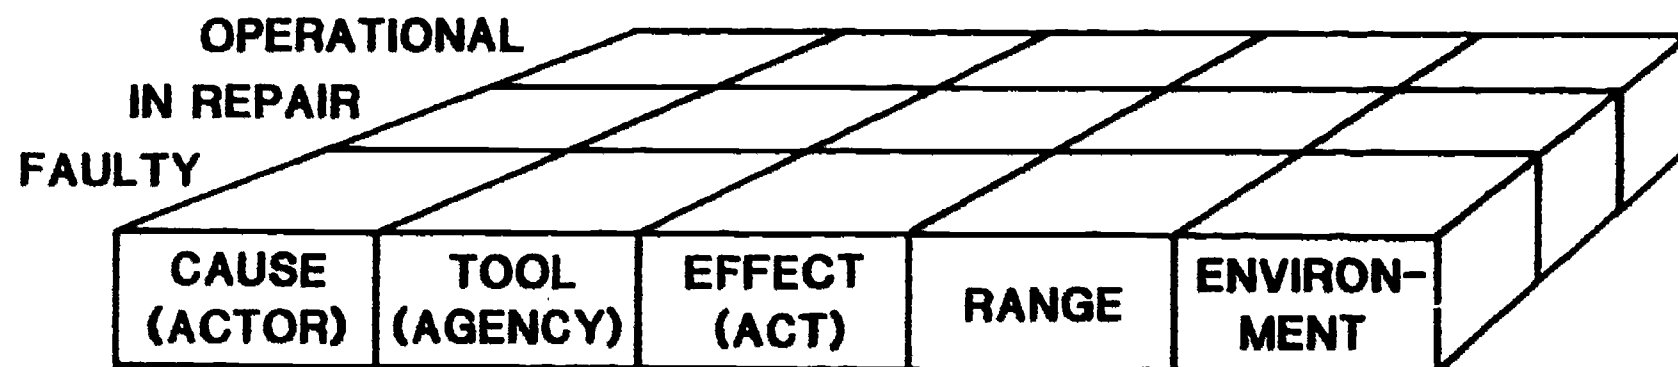 OPERATIONAL
IN REPAIR
FAULTY
CAUSE
(ACTOR)
TOOL
(AGENCY)
EFFECT
(ACT)
RANGE
ENVIRON-
MENT